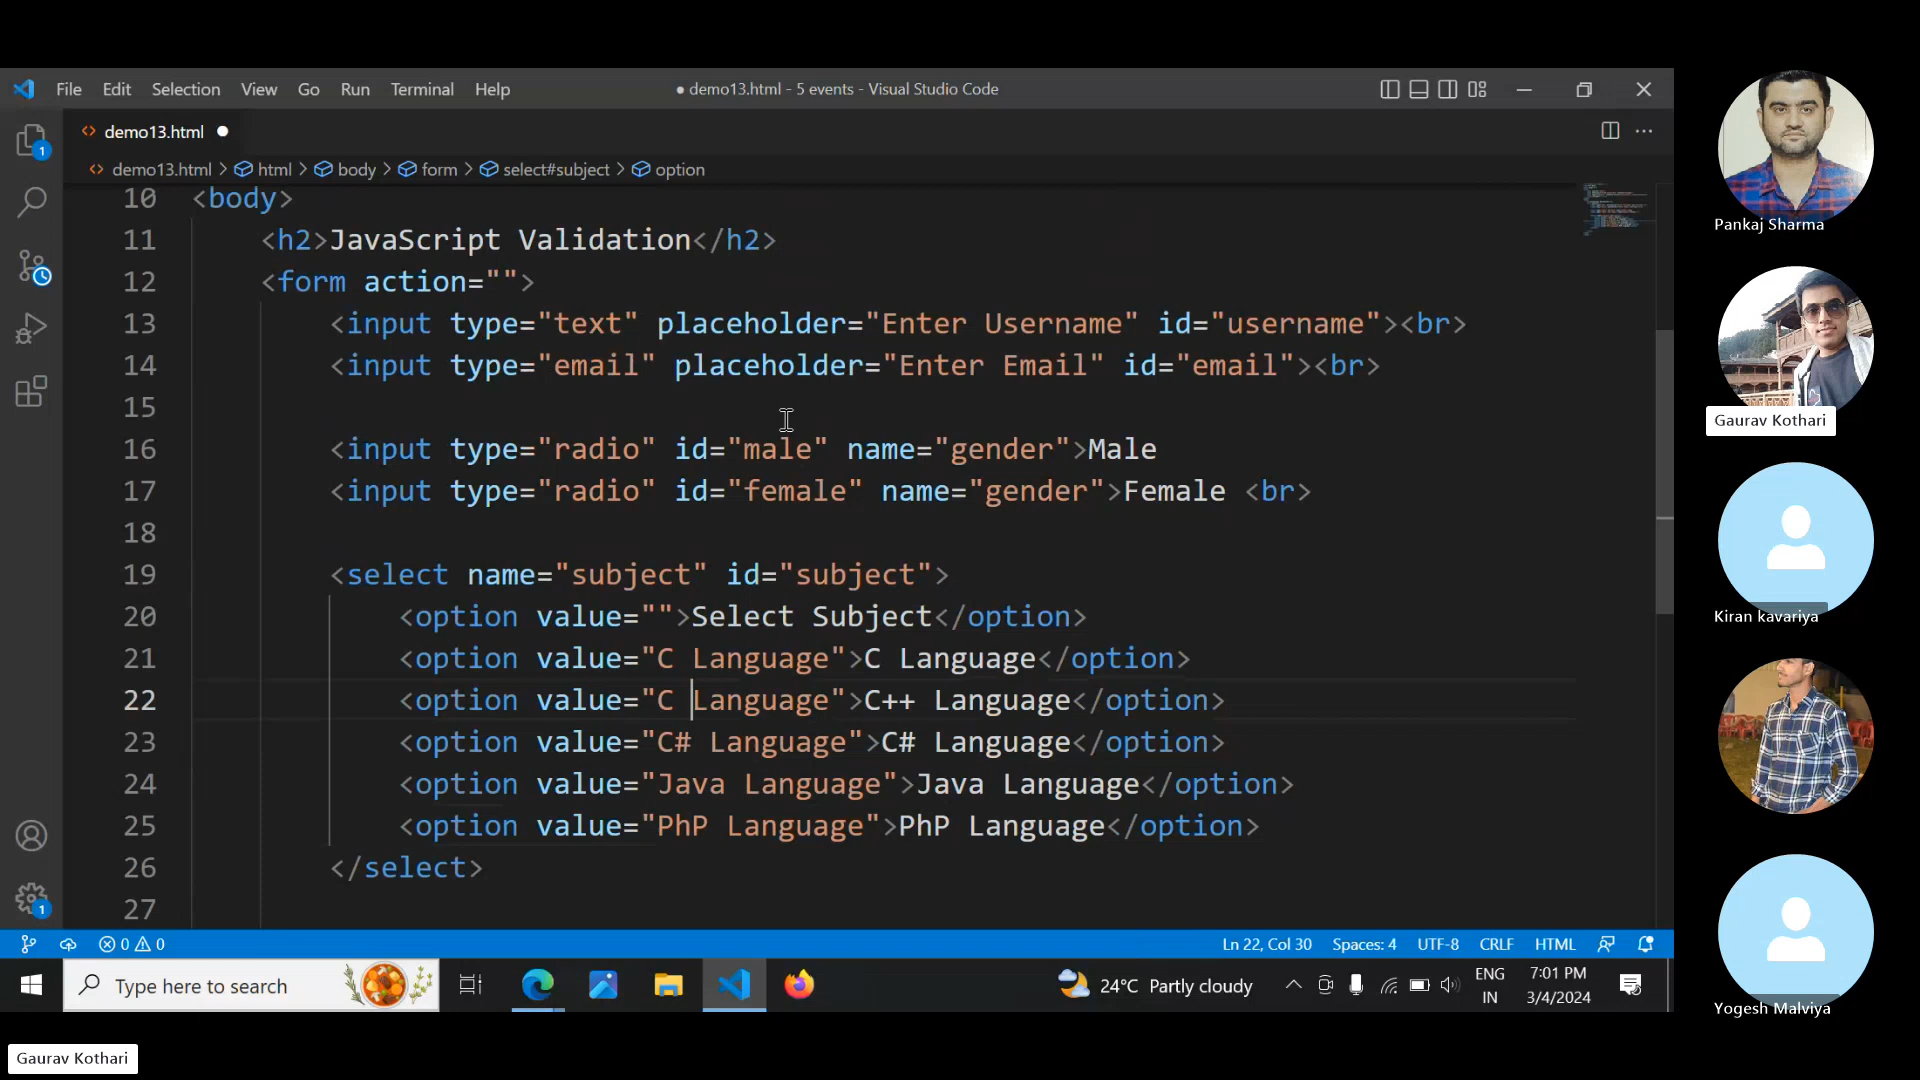 File Edit Selection View Go Run Terminal Help
● demo13.html - 5 events - Visual Studio Code
demo13.html ●
demo13.html > html > body > form > select#subject > option
10 <body>
11 <h2>JavaScript Validation</h2>
12 <form action="">
13 <input type="text" placeholder="Enter Username" id="username"><br>
14 <input type="email" placeholder="Enter Email" id="email"><br>
15
16 <input type="radio" id="male" name="gender">Male
17 <input type="radio" id="female" name="gender">Female <br>
18
19 <select name="subject" id="subject">
20 <option value="">Select Subject</option>
21 <option value="C Language">C Language</option>
22 <option value="C Language">C++ Language</option>
23 <option value="C# Language">C# Language</option>
24 <option value="Java Language">Java Language</option>
25 <option value="PhP Language">PhP Language</option>
26 </select>
27
1
1
0 0
Ln 22, Col 30 Spaces: 4 UTF-8 CRLF HTML
Type here to search
24°C Partly cloudy
ENG
IN
7:01 PM
3/4/2024
Pankaj Sharma
Gaurav Kothari
Kiran kavariya
Yogesh Malviya
Gaurav Kothari